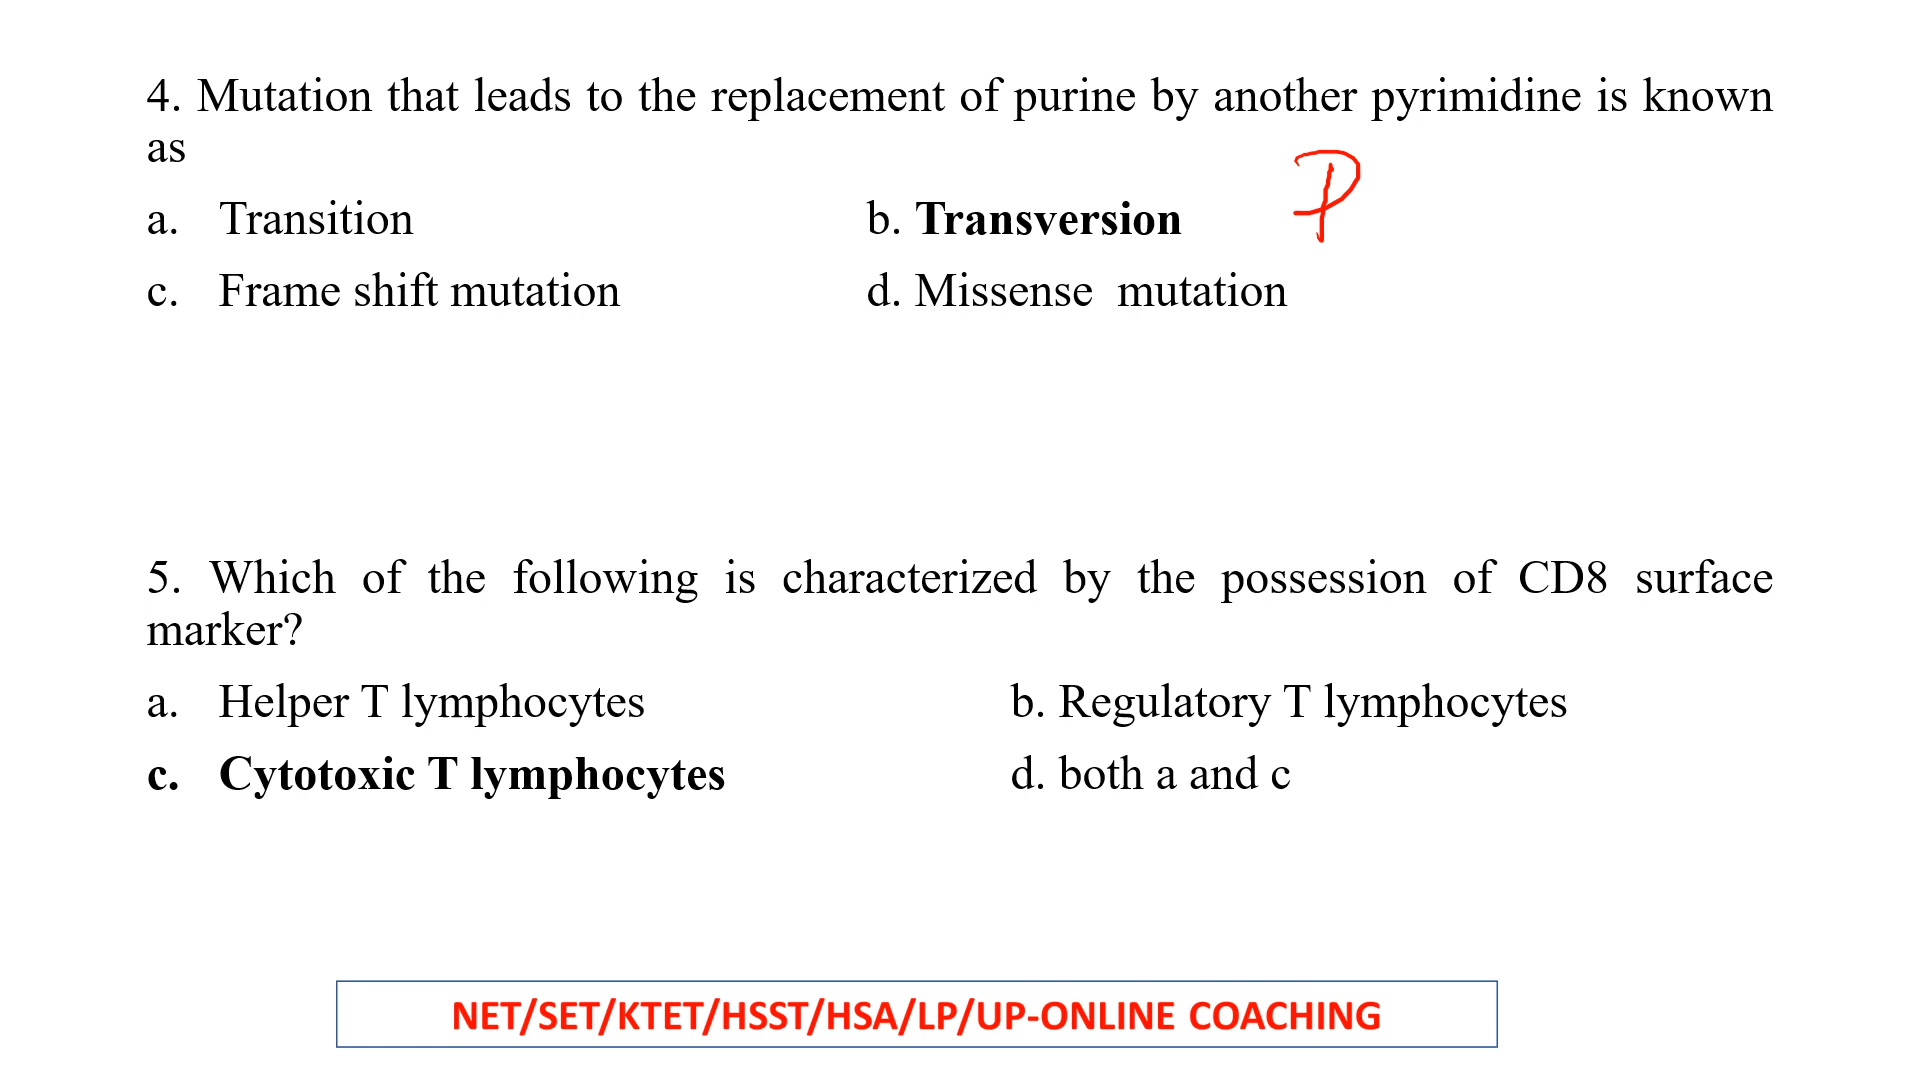 4. Mutation that leads to the replacement of purine by another pyrimidine is known
as
P
a. Transition b. Transversion
c. Frame shift mutation d. Missense mutation
5. Which of the following is characterized by the possession of CD8 surface
marker?
a. Helper T lymphocytes b. Regulatory T lymphocytes
c. Cytotoxic T lymphocytes d. both a and c
NET/SET/KTET/HSST/HSA/LP/UP-ONLINE COACHING